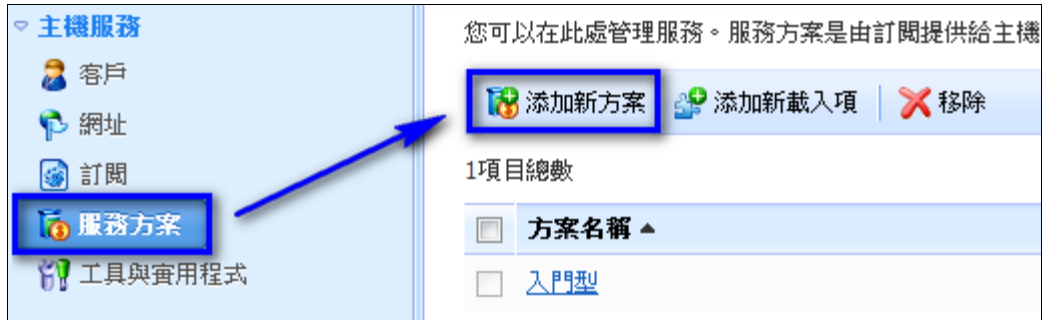 主機服務
客戶
網址
訂閱
服務方案
工具與實用程式
您可以在此處管理服務。服務方案是由訂閱提供給主機
添加新方案 添加新載入項 移除
1項目總數
方案名稱
入門型